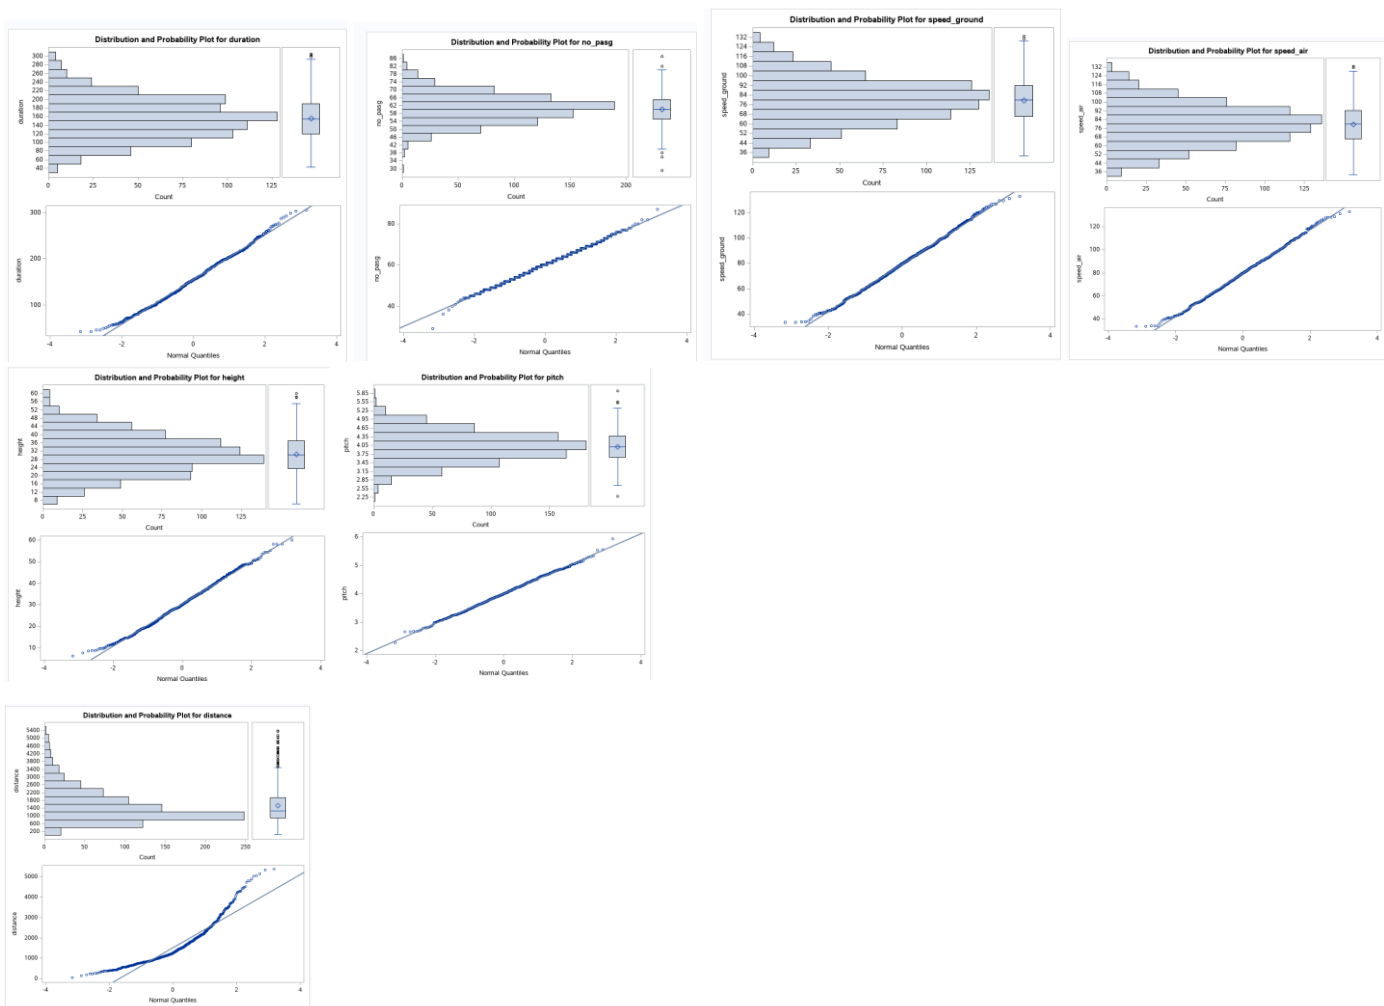 Distribution and Probability Plot for duration
300
280
260
240
220
200
180
160
140
120
100
80
60
40
duration
0 25 50 75 100 125
Count
300
200
100
duration
-4 -2 0 2 4
Normal Quantiles
Distribution and Probability Plot for no_pasg
86
82
78
74
70
66
62
58
54
50
46
42
38
34
30
no_pasg
0 50 100 150 200
Count
80
60
40
no_pasg
-4 -2 0 2 4
Normal Quantiles
Distribution and Probability Plot for speed_ground
132
124
116
108
100
92
84
76
68
60
52
44
36
speed_ground
0 25 50 75 100 125
Count
120
100
80
60
40
speed_ground
-4 -2 0 2 4
Normal Quantiles
Distribution and Probability Plot for speed_air
132
124
116
108
100
92
84
76
68
60
52
44
36
speed_air
0 25 50 75 100 125
Count
120
100
80
60
40
speed_air
-4 -2 0 2 4
Normal Quantiles
Distribution and Probability Plot for height
60
56
52
48
44
40
36
32
28
24
20
16
12
8
height
0 25 50 75 100 125
Count
60
50
40
30
20
10
height
-4 -2 0 2 4
Normal Quantiles
Distribution and Probability Plot for pitch
5.85
5.55
5.25
4.95
4.65
4.35
4.05
3.75
3.45
3.15
2.85
2.55
2.25
pitch
0 50 100 150
Count
6
5
4
3
2
pitch
-4 -2 0 2 4
Normal Quantiles
Distribution and Probability Plot for distance
5400
5000
4600
4200
3800
3400
3000
2600
2200
1800
1400
1000
600
200
distance
0 50 100 150 200 250
Count
5000
4000
3000
2000
1000
0
distance
-4 -2 0 2 4
Normal Quantiles